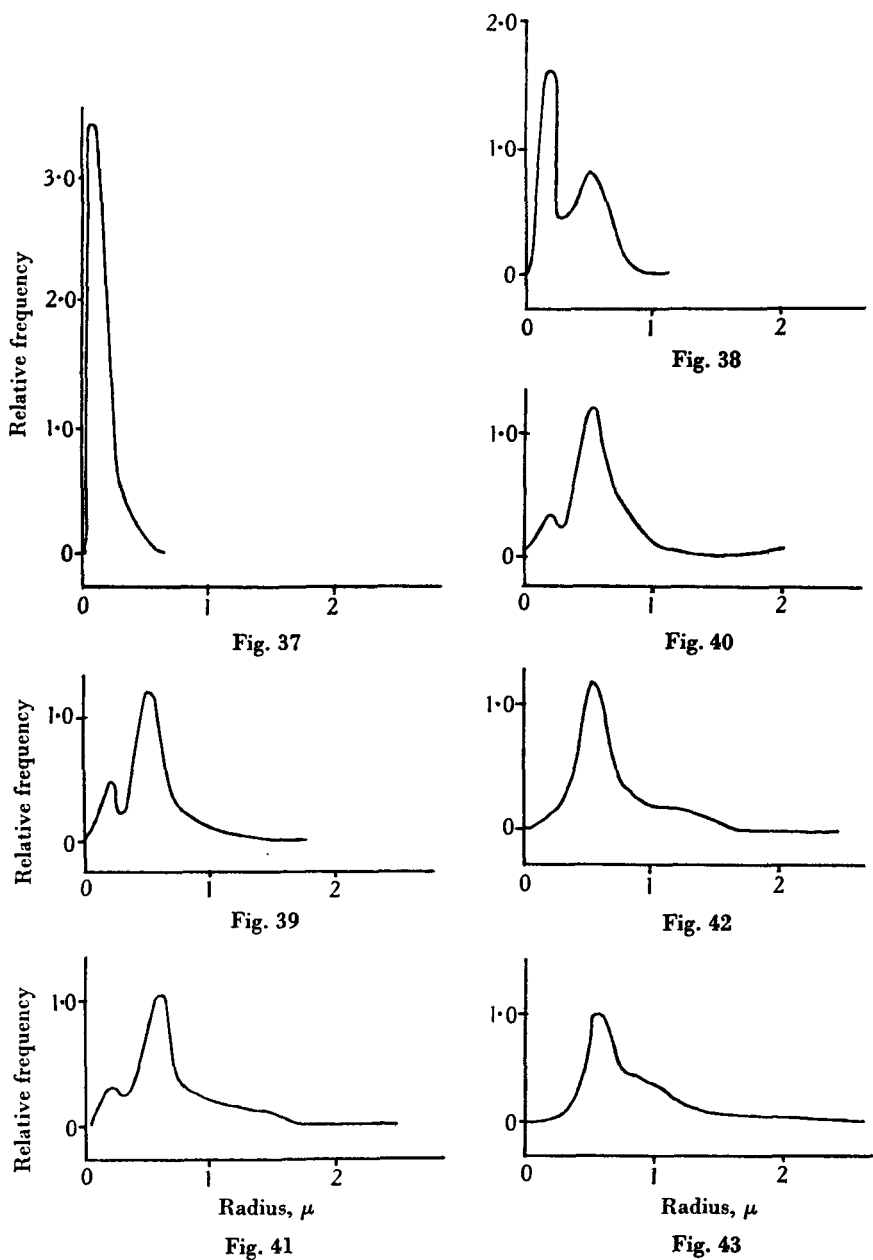 2·0
1·0
0
0 1 2
Fig. 38
3·0
2·0
1·0
0
Relative frequency
0 1 2
Fig. 37
1·0
0
0 1 2
Fig. 40
1·0
0
Relative frequency
0 1 2
Fig. 39
1·0
0
0 1 2
Fig. 42
1·0
0
Relative frequency
0 1 2
Radius, μ
Fig. 41
1·0
0
0 1 2
Radius, μ
Fig. 43